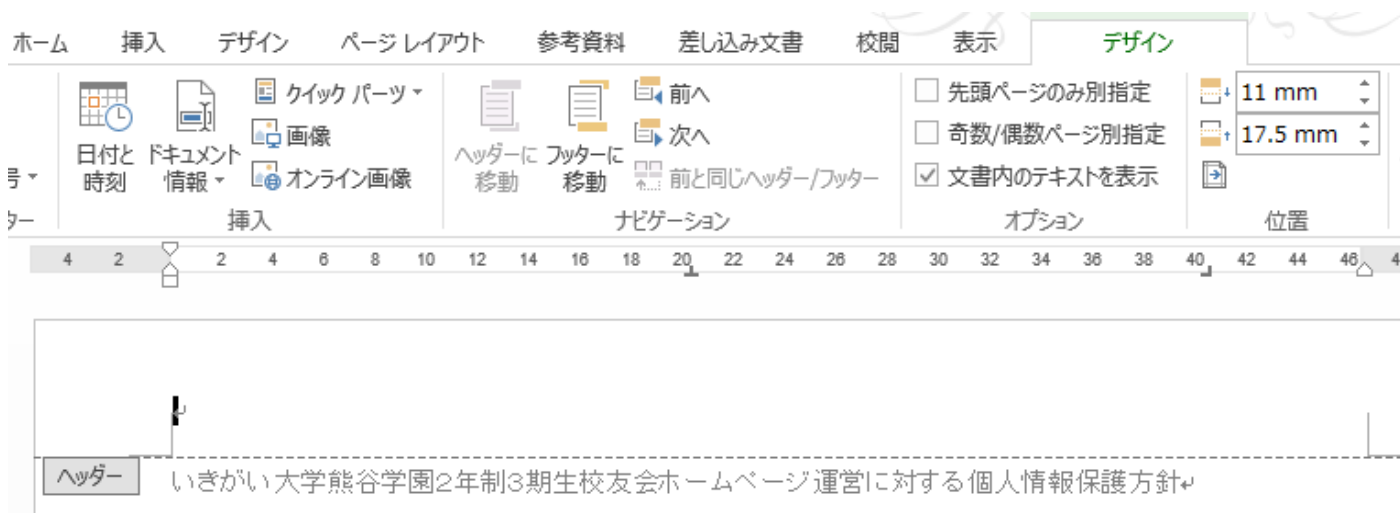 ホーム 挿入 デザイン ページ レイアウト 参考資料 差し込み文書 校閲 表示 デザイン
号
ター
日付と
時刻
ドキュメント
情報
クイック パーツ
画像
オンライン画像
挿入
ヘッダーに
移動
フッターに
移動
前へ
次へ
前と同じヘッダー/フッター
ナビゲーション
先頭ページのみ別指定
奇数/偶数ページ別指定
文書内のテキストを表示
オプション
11 mm
17.5 mm
位置
4 2 2 4 6 8 10 12 14 16 18 20 22 24 26 28 30 32 34 36 38 40 42 44 46 4
ヘッダー
いきがい大学熊谷学園2年制3期生校友会ホームページ運営に対する個人情報保護方針